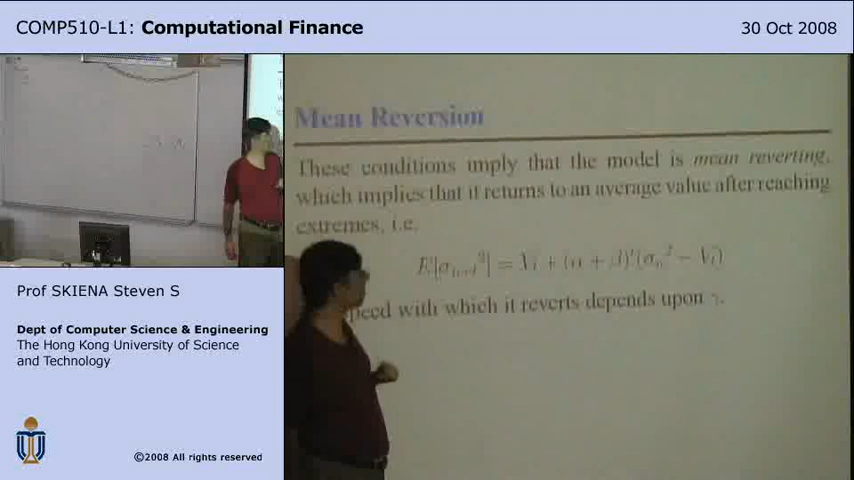 COMP510-L1: Computational Finance
30 Oct 2008
Mean Reversion
These conditions imply that the model is mean reverting,
which implies that it returns to an average value after reaching
extremes, i.e.
speed with which it reverts depends upon γ.
Prof SKIENA Steven S
Dept of Computer Science & Engineering
The Hong Kong University of Science
and Technology
©2008 All rights reserved